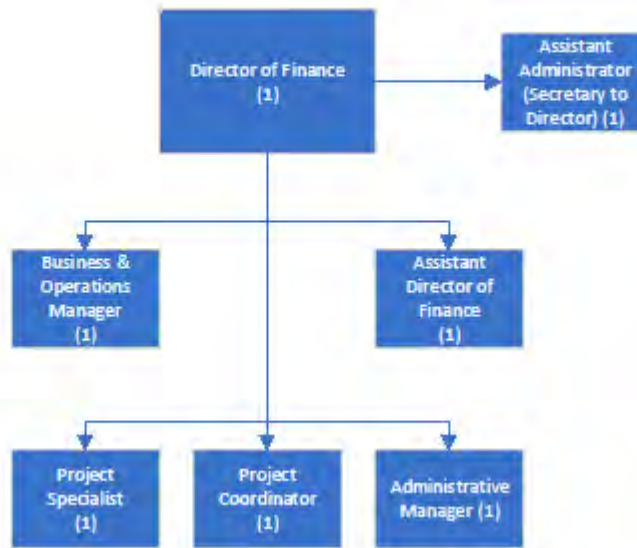 Director of Finance
(1)
Assistant
Administrator
(Secretary to
Director) (1)
Business &
Operations
Manager
(1)
Assistant
Director of
Finance
(1)
Project
Specialist
(1)
Project
Coordinator
(1)
Administrative
Manager (1)